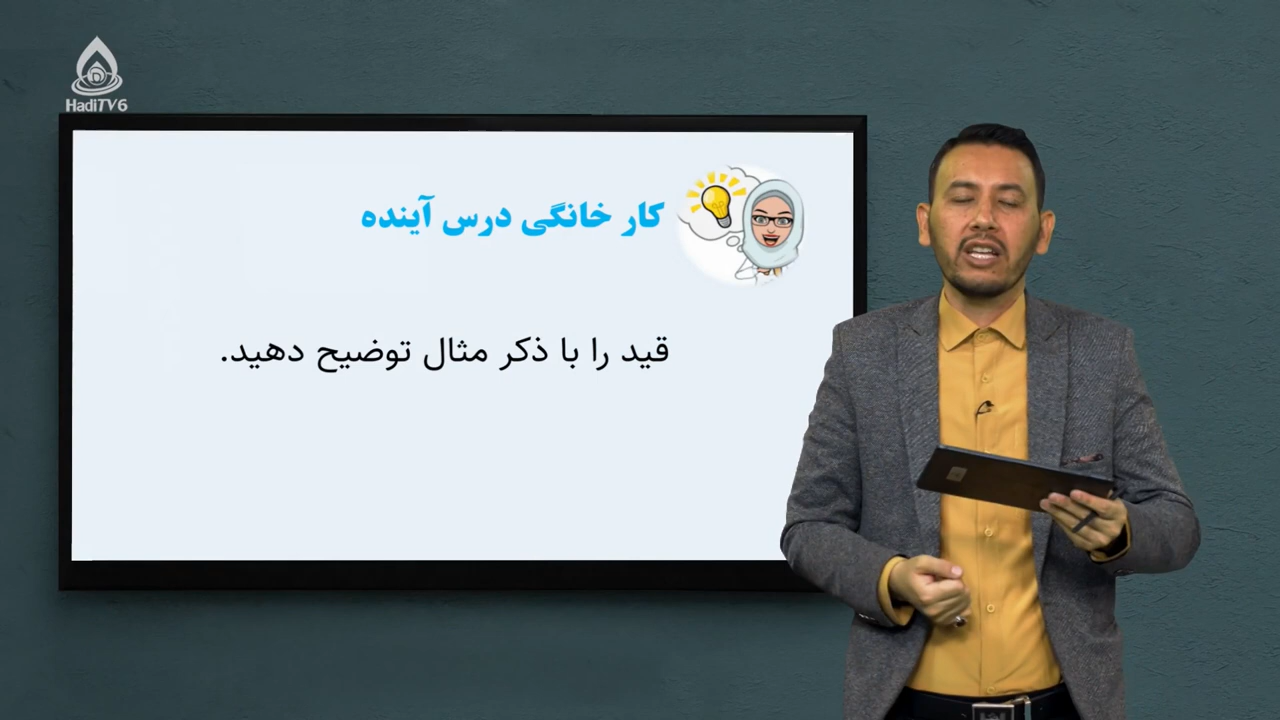 HadiTV6
کار خانگی درس آینده
قید را با ذکر مثال توضیح دهید.